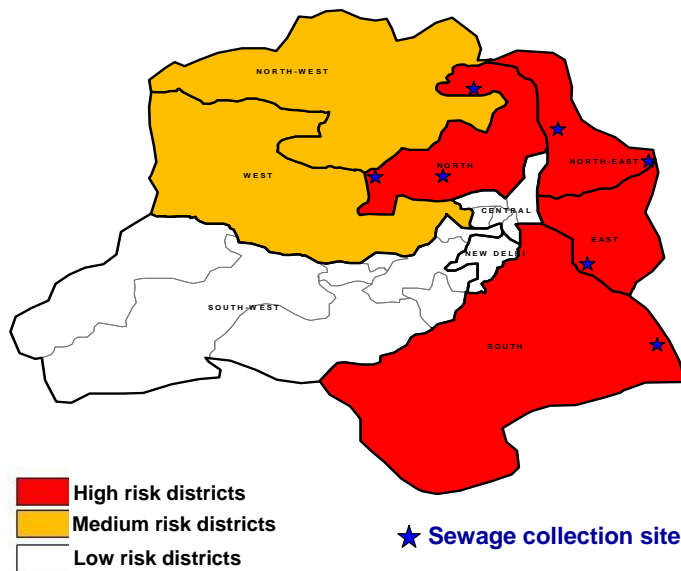 NORTH-WEST
NORTH-EAST
NORTH
WEST
CENTRAL
EAST
NEW DELHI
SOUTH-WEST
SOUTH
High risk districts
Medium risk districts
Low risk districts
Sewage collection site